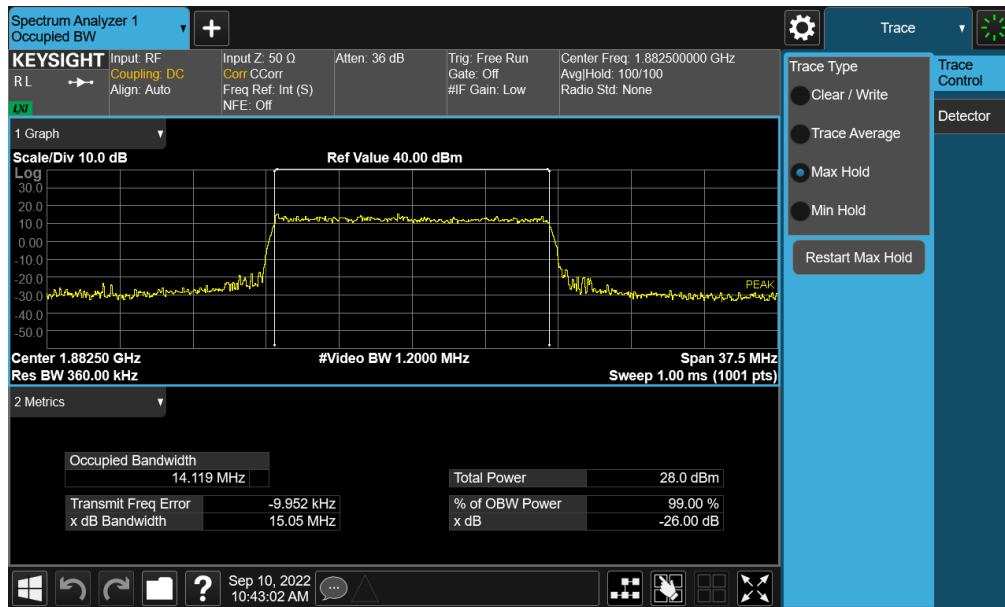 Spectrum Analyzer 1
Occupied BW
Trace
KEYSIGHT
R L
LXI
Input: RF
Coupling: DC
Align: Auto
Input Z: 50 Ω
Corr CCorr
Freq Ref: Int (S)
NFE: Off
Atten: 36 dB
Trig: Free Run
Gate: Off
#IF Gain: Low
Center Freq: 1.882500000 GHz
Avg|Hold: 100/100
Radio Std: None
Trace Type
Clear / Write
Trace Average
Max Hold
Min Hold
Restart Max Hold
Trace
Control
Detector
1 Graph
Scale/Div 10.0 dB
Ref Value 40.00 dBm
Log
30.0
20.0
10.0
0.00
-10.0
-20.0
-30.0
-40.0
-50.0
PEAK
Center 1.88250 GHz
#Video BW 1.2000 MHz
Span 37.5 MHz
Res BW 360.00 kHz
Sweep 1.00 ms (1001 pts)
2 Metrics
Occupied Bandwidth
14.119 MHz
Total Power 28.0 dBm
Transmit Freq Error -9.952 kHz
% of OBW Power 99.00 %
x dB Bandwidth 15.05 MHz
x dB -26.00 dB
?
Sep 10, 2022
10:43:02 AM